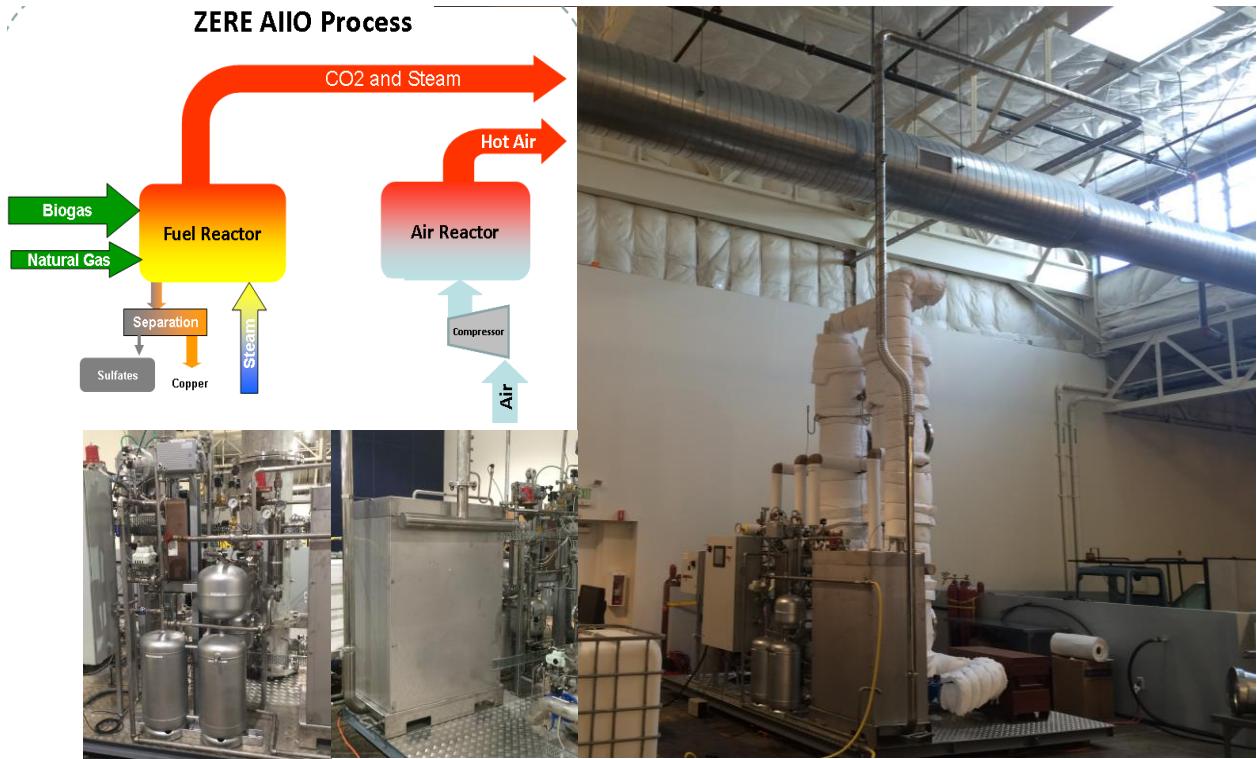 ZERE AIIO Process
CO2 and Steam
Hot Air
Biogas
Fuel Reactor
Air Reactor
Natural Gas
Separation
Steam
Compressor
Sulfates
Copper
Air
EXIT